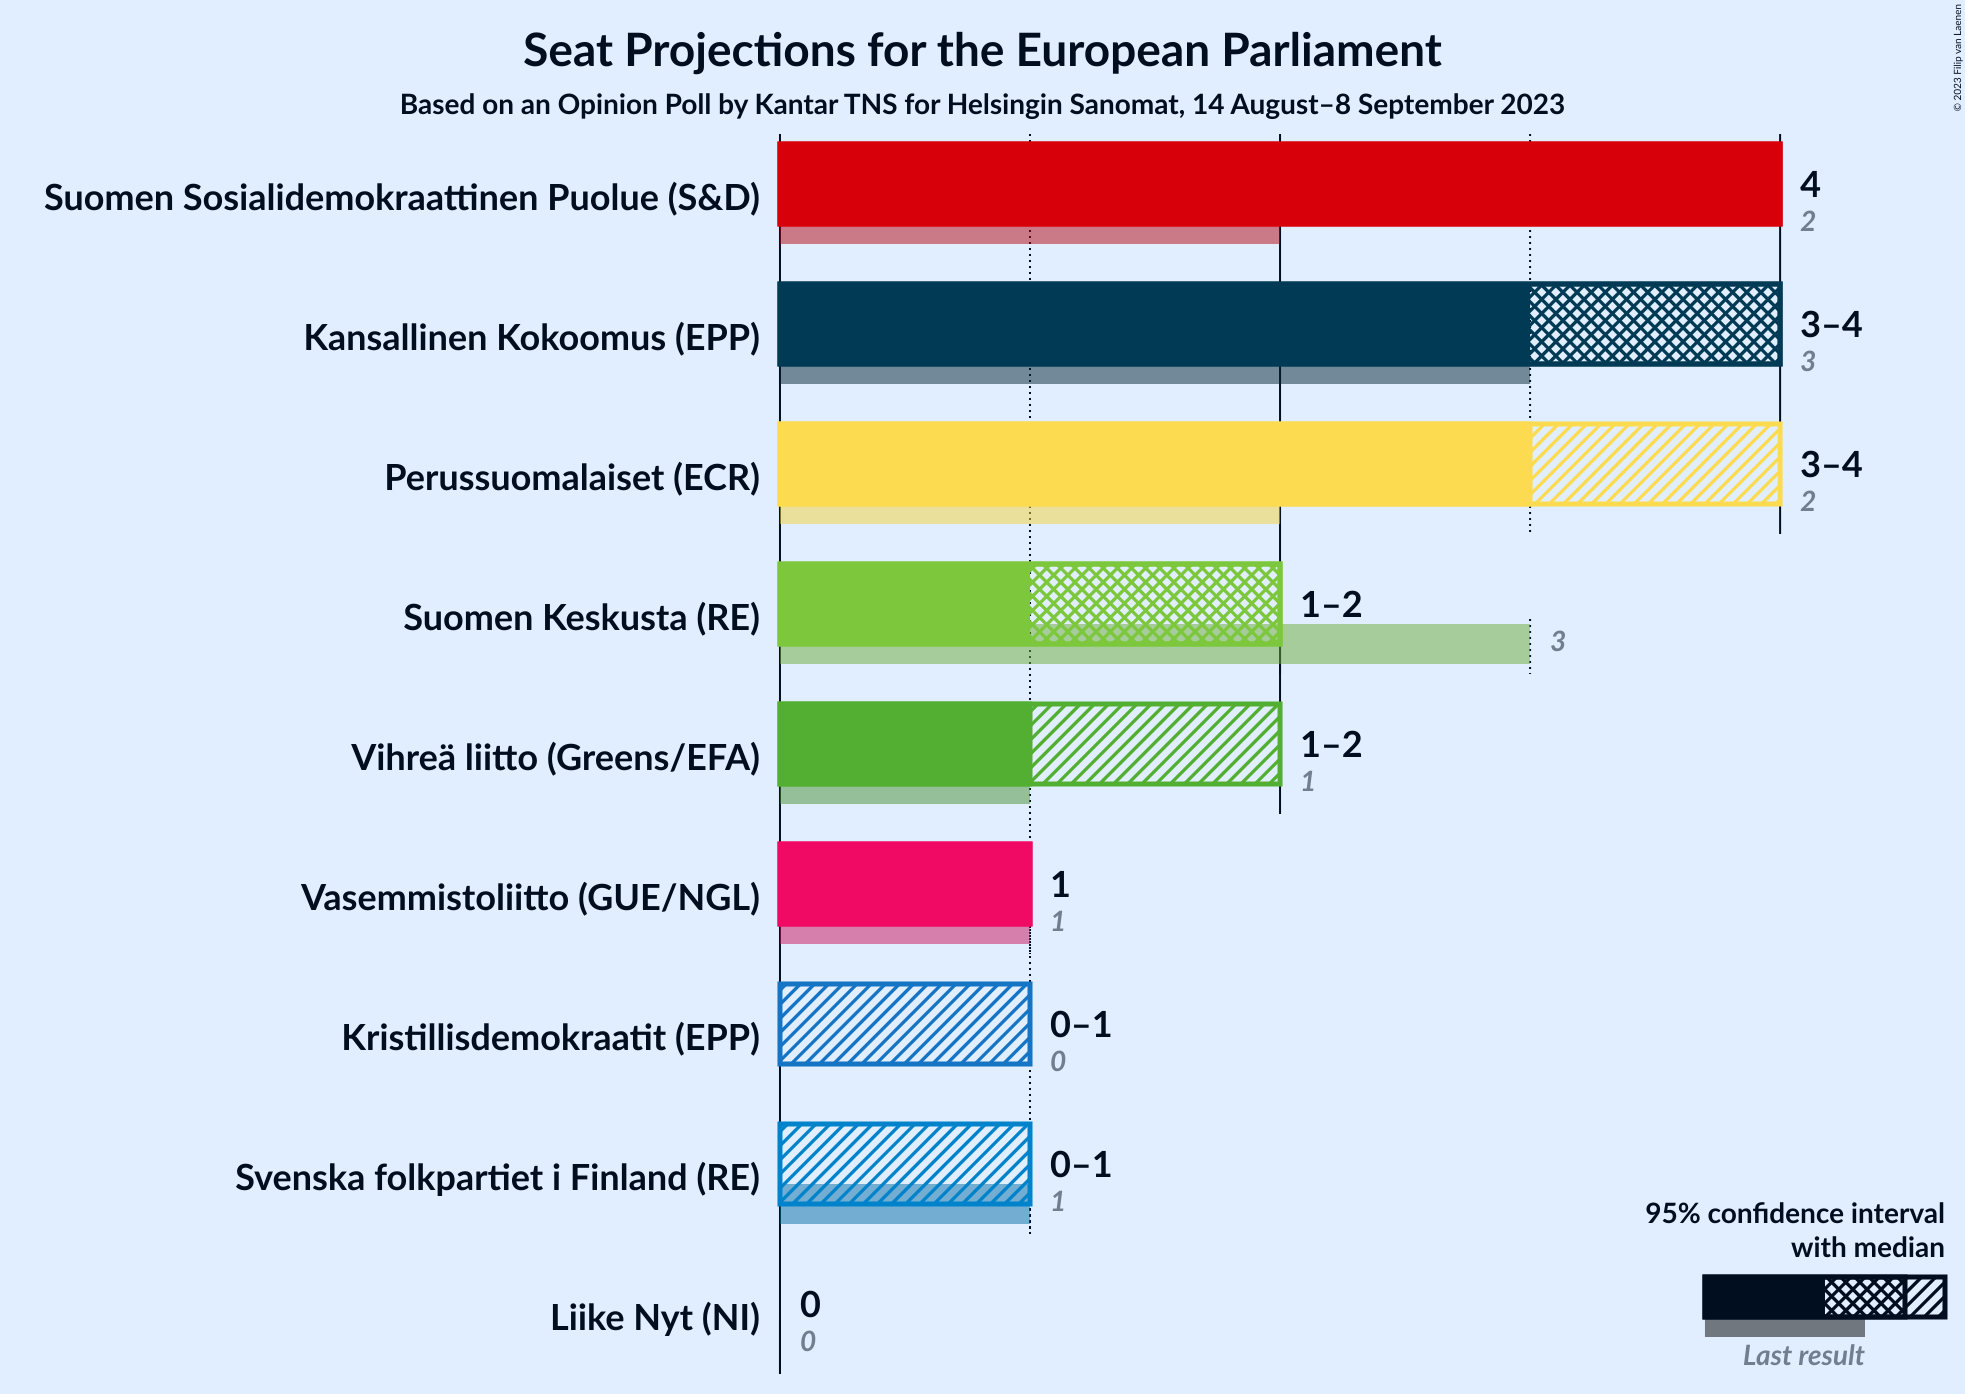 Seat Projections for the European Parliament
Based on an Opinion Poll by Kantar TNS for Helsingin Sanomat, 14 August–8 September 2023
© 2023 Filip van Laenen
Suomen Sosialidemokraattinen Puolue (S&D)
4
2
Kansallinen Kokoomus (EPP)
3–4
3
Perussuomalaiset (ECR)
3–4
2
Suomen Keskusta (RE)
1–2
3
Vihreä liitto (Greens/EFA)
1–2
1
Vasemmistoliitto (GUE/NGL)
1
1
Kristillisdemokraatit (EPP)
0–1
0
Svenska folkpartiet i Finland (RE)
0–1
1
Liike Nyt (NI)
0
0
95% confidence interval
with median
Last result